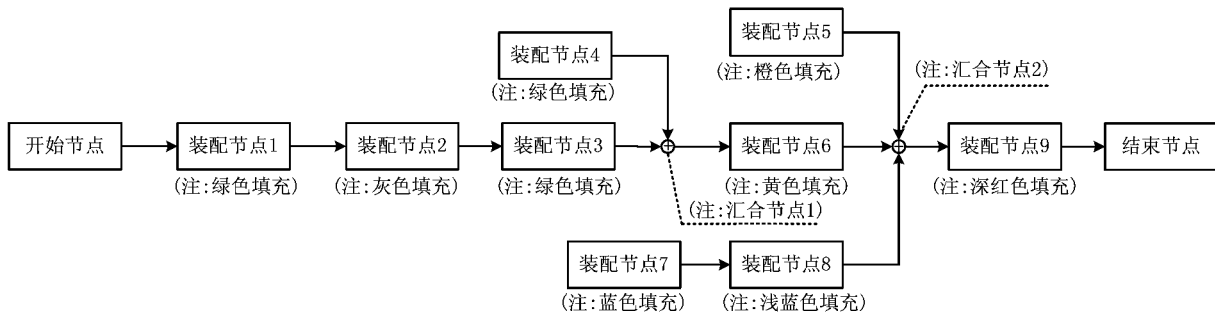 装配节点5
装配节点4
(注:橙色填充)
(注:汇合节点2)
(注:绿色填充)
开始节点
装配节点1
装配节点2
装配节点3
装配节点6
装配节点9
结束节点
(注:绿色填充)
(注:灰色填充)
(注:绿色填充)
(注:黄色填充)
(注:深红色填充)
(注:汇合节点1)
装配节点7
装配节点8
(注:蓝色填充)
(注:浅蓝色填充)